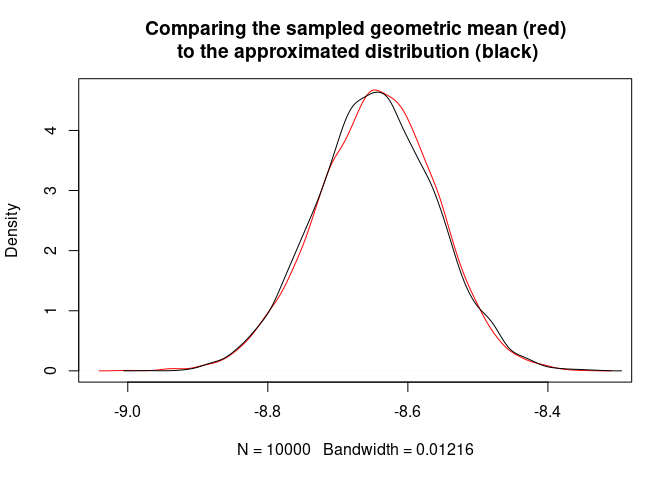 Comparing the sampled geometric mean (red)
to the approximated distribution (black)
Density
4
3
2
1
0
-9.0 -8.8 -8.6 -8.4
N = 10000 Bandwidth = 0.01216